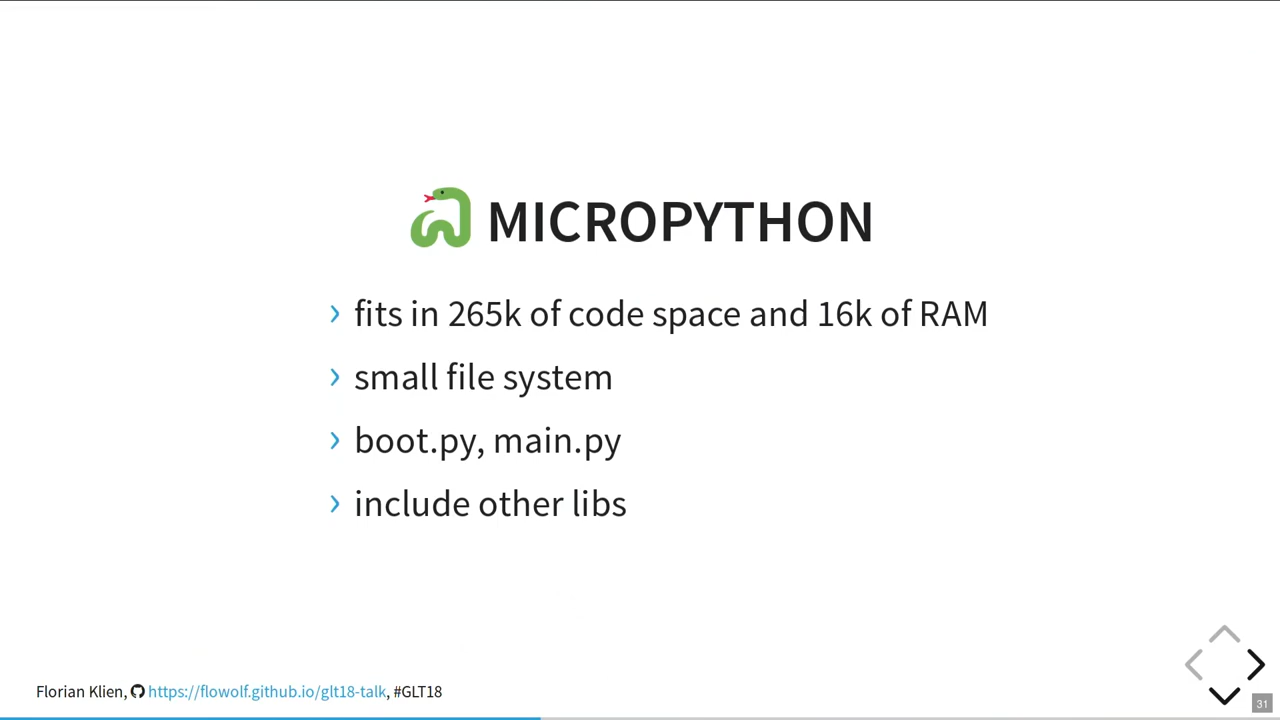 MICROPYTHON
fits in 265k of code space and 16k of RAM
small file system
boot.py, main.py
include other libs
Florian Klien, https://flowolf.github.io/glt18-talk, #GLT18
31